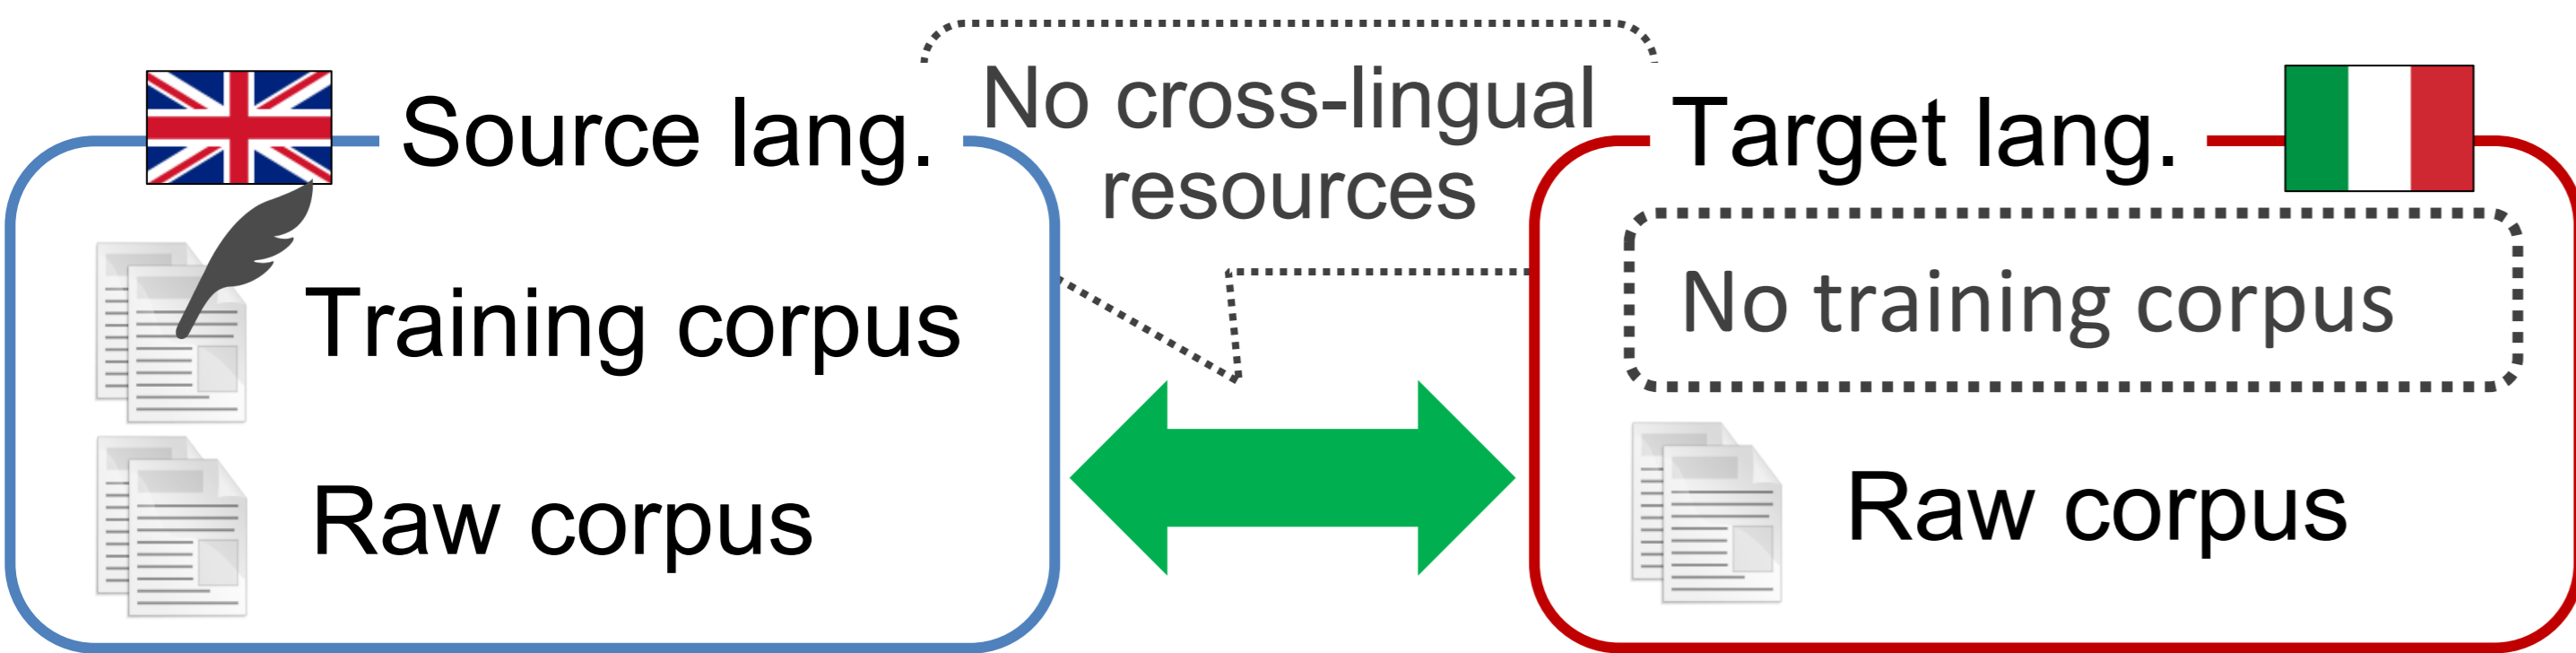 Source lang.
Training corpus
Raw corpus
No cross-lingual
resources
Target lang.
No training corpus
Raw corpus